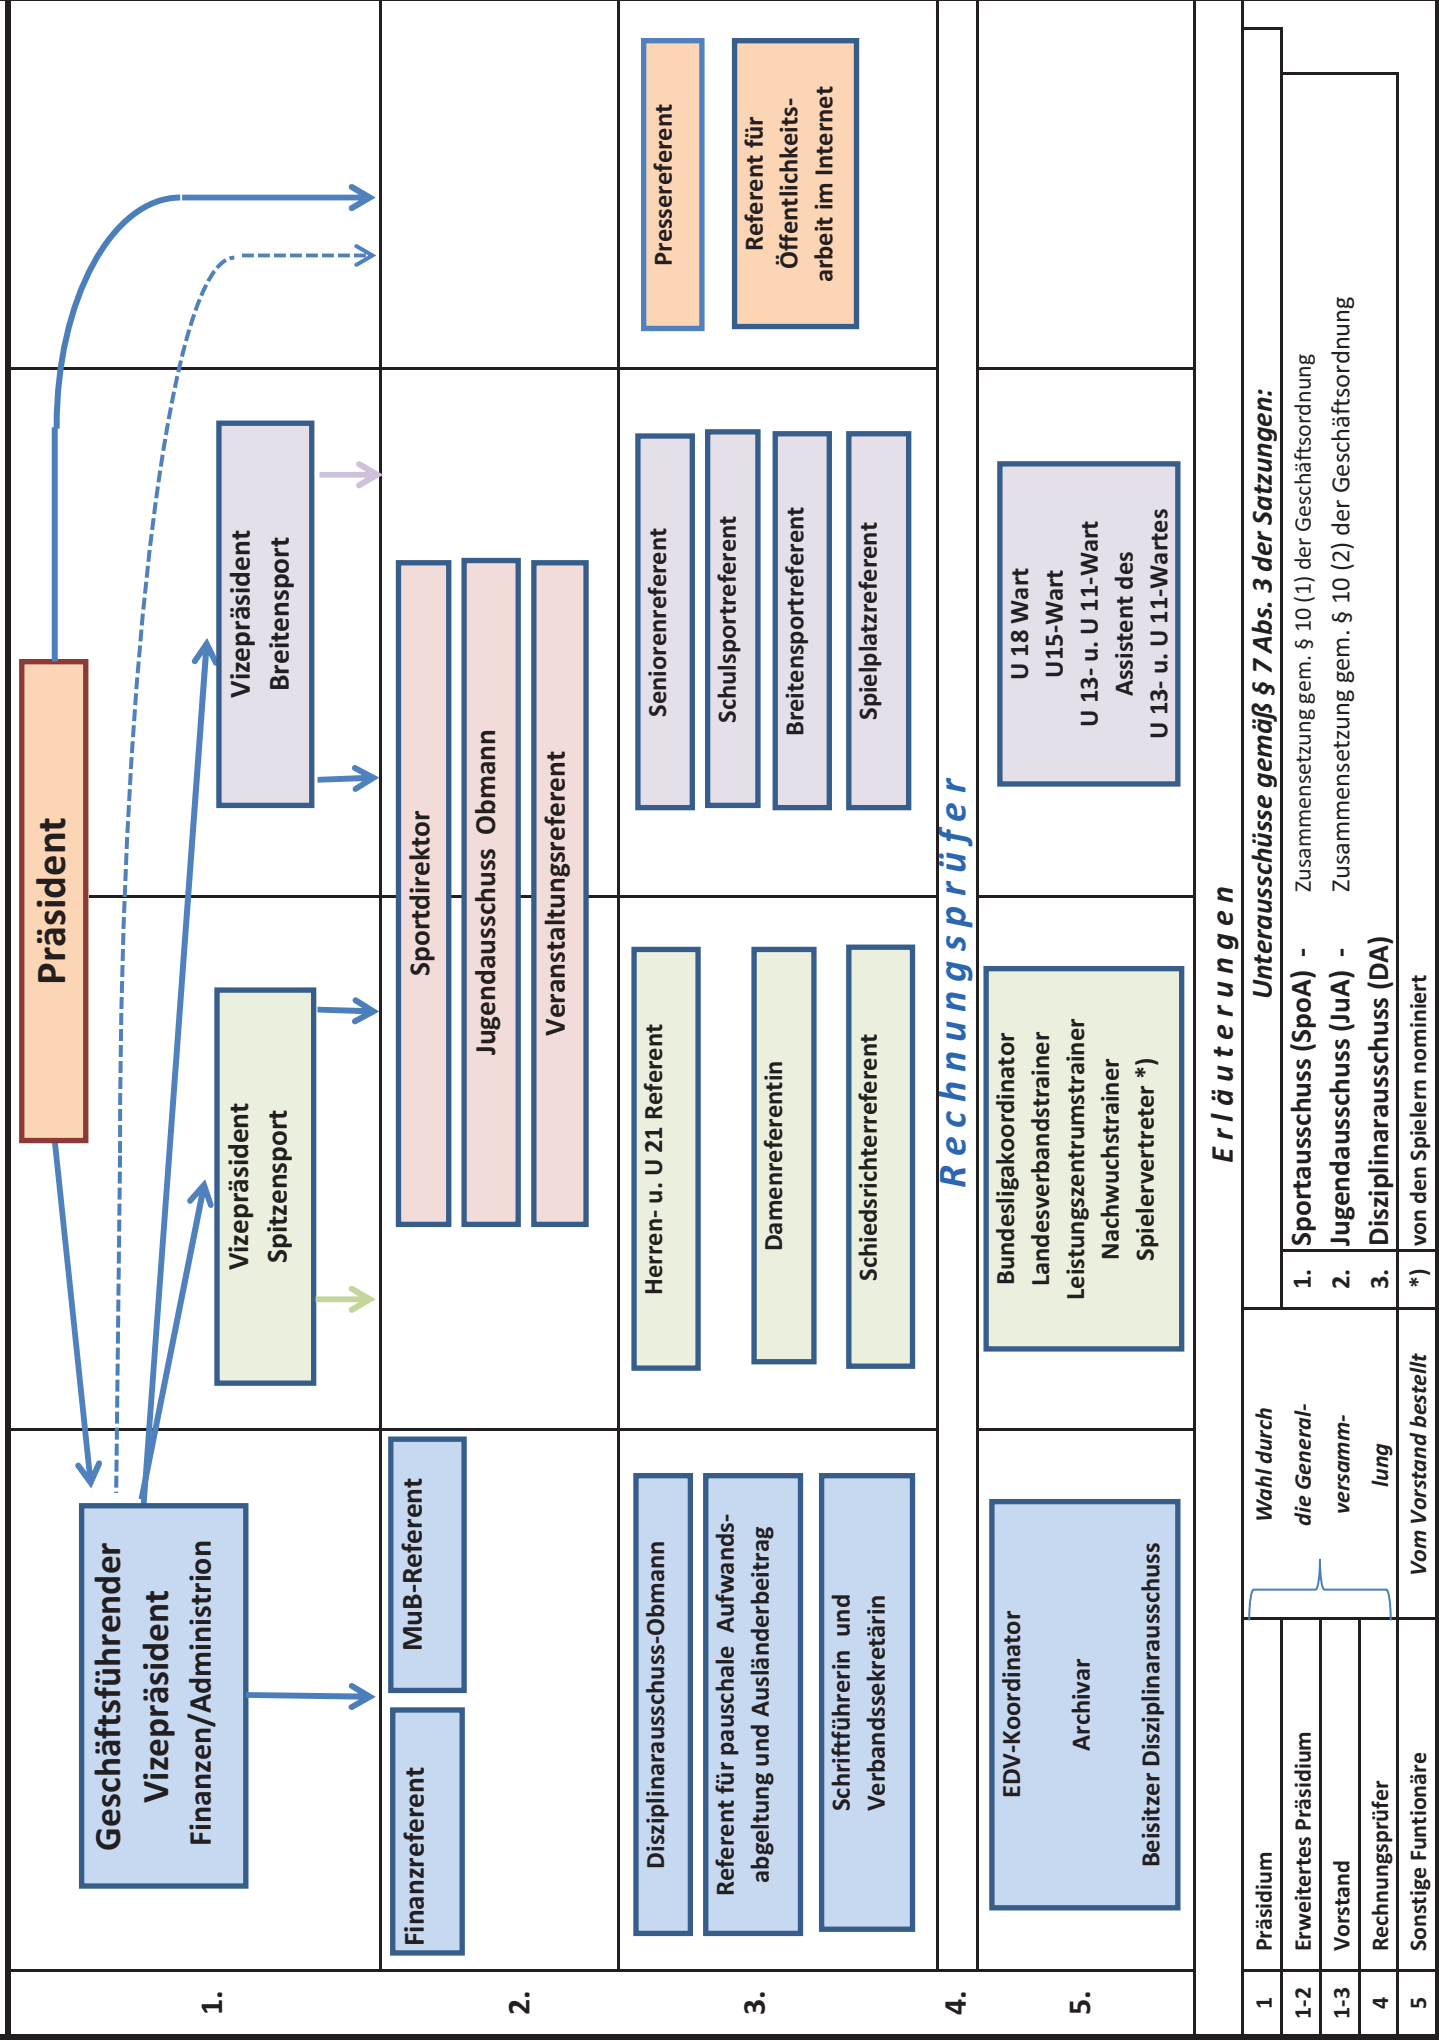 Präsident
1.
Geschäftsführender
Vizepräsident
Finanzen/Administrion
Vizepräsident
Spitzensport
Vizepräsident
Breitensport
2.
Finanzreferent
MuB-Referent
Sportdirektor
Jugendausschuss Obmann
Veranstaltungsreferent
3.
Disziplinarausschuss-Obmann
Referent für pauschale Aufwands-
abgeltung und Ausländerbeitrag
Schriftführerin und
Verbandssekretärin
Herren- u. U 21 Referent
Damenreferentin
Schiedsrichterreferent
Seniorenreferent
Schulsportreferent
Breitensportreferent
Spielplatzreferent
Pressereferent
Referent für
Öffentlichkeits-
arbeit im Internet
4.
Rechnungsprüfer
5.
EDV-Koordinator
Archivar
Beisitzer Disziplinarausschuss
Bundesligakoordinator
Landesverbandstrainer
Leistungszentrumstrainer
Nachwuchstrainer
Spielervertreter *)
U 18 Wart
U15-Wart
U 13- u. U 11-Wart
Assistent des
U 13- u. U 11-Wartes
Erläuterungen
1 Präsidium Wahl durch Unterausschüsse gemäß § 7 Abs. 3 der Satzungen:
1-2 Erweitertes Präsidium die General- 1. Sportausschuss (SpoA) - Zusammensetzung gem. § 10 (1) der Geschäftsordnung
1-3 Vorstand versamm- 2. Jugendausschuss (JuA) - Zusammensetzung gem. § 10 (2) der Geschäftsordnung
4 Rechnungsprüfer lung 3. Disziplinarausschuss (DA)
5 Sonstige Funtionäre Vom Vorstand bestellt *) von den Spielern nominiert